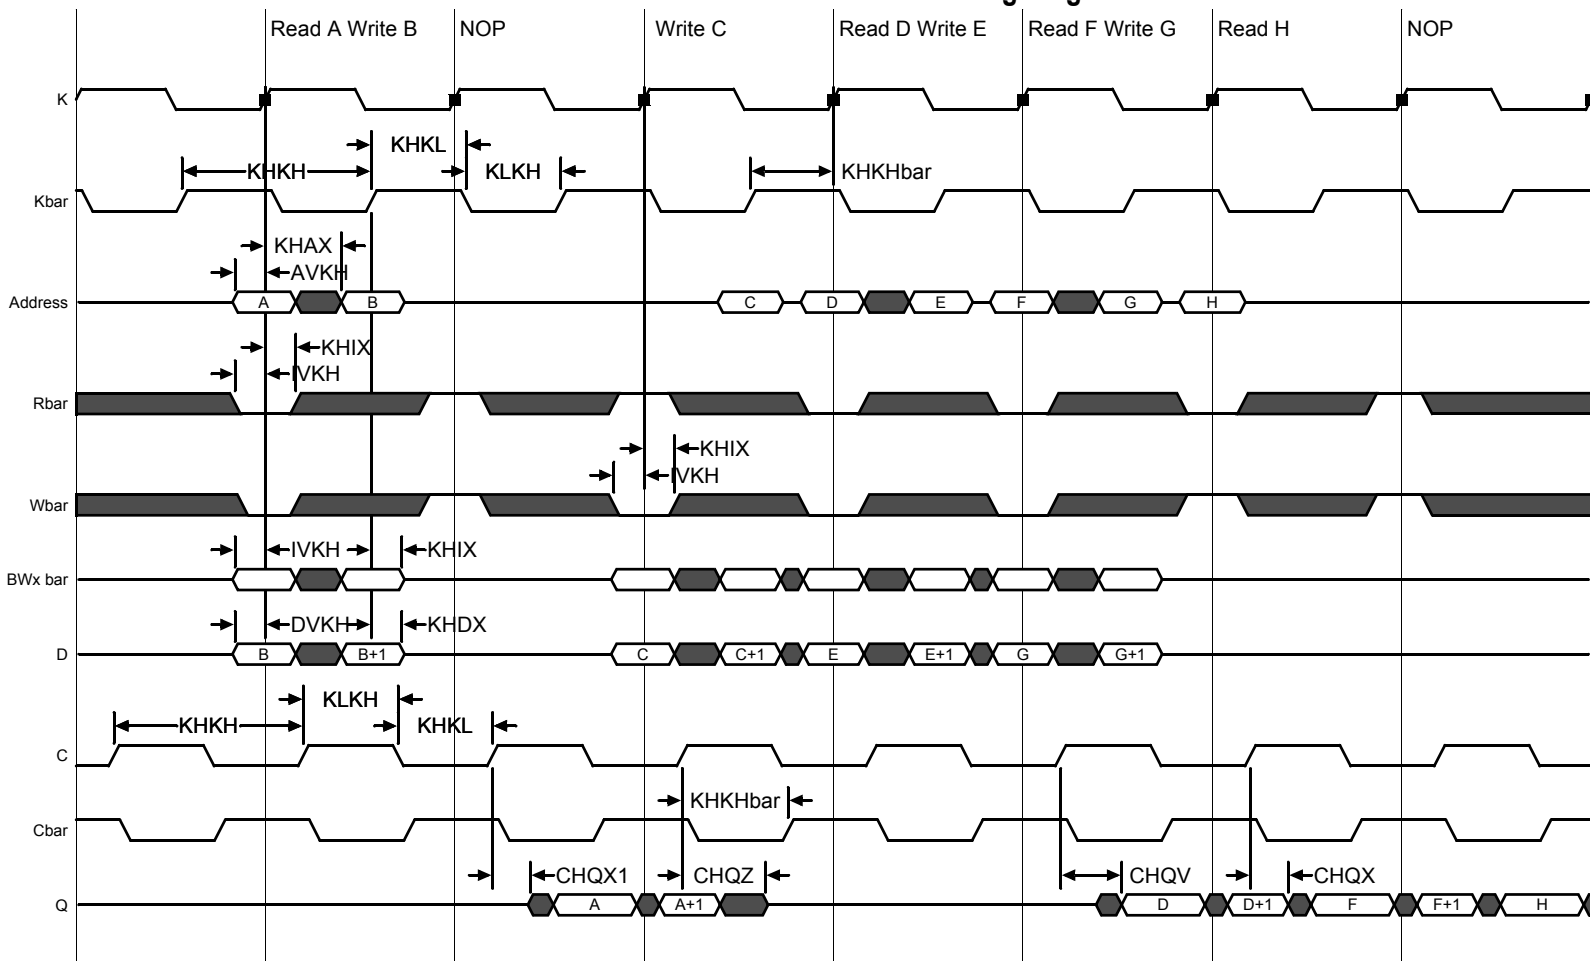 Read A Write B NOP Write C Read D Write E Read F Write G Read H NOP
K
KHKL
KHKH KLKH KHKHbar
Kbar
KHAX
AVKH
Address A B C D E F G H
KHIX
IVKH
Rbar
KHIX
IVKH
Wbar
IVKH KHIX
BWx bar
DVKH KHDX
D B B+1 C C+1 E E+1 G G+1
KLKH
KHKH KHKL
C
KHKHbar
Cbar
CHQX1 CHQZ CHQV CHQX
Q A A+1 D D+1 F F+1 H